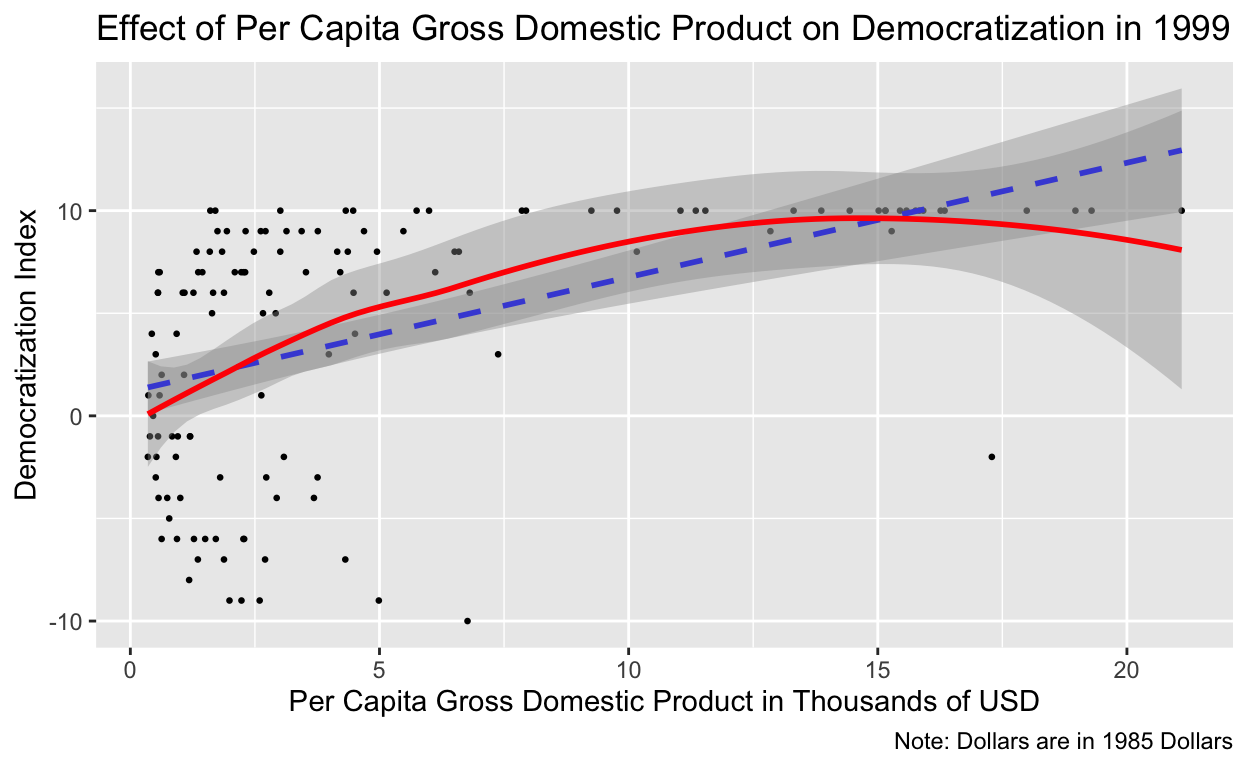 Effect of Per Capita Gross Domestic Product on Democratization in 1999
Democratization Index
10
0
-10
0 5 10 15 20
Per Capita Gross Domestic Product in Thousands of USD
Note: Dollars are in 1985 Dollars